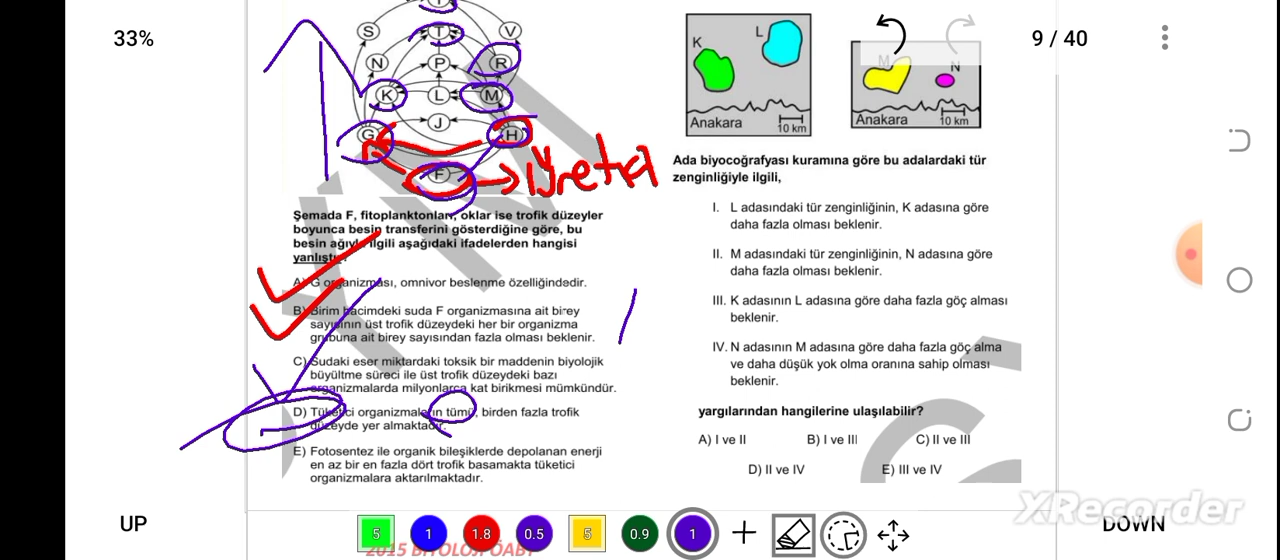 33%
9 / 40
S
T
V
N
P
R
K
L
M
G
J
H
F
Üretici
Şemada F, fitoplanktonları, oklar ise trofik düzeyler
boyunca besin transferini gösterdiğine göre, bu
besin ağıyla ilgili aşağıdaki ifadelerden hangisi
yanlıştır?
A) G organizması, omnivor beslenme özelliğindedir.
B) Birim hacimdeki suda F organizmasına ait birey
sayısının üst trofik düzeydeki her bir organizma
grubuna ait birey sayısından fazla olması beklenir.
C) Sudaki eser miktardaki toksik bir maddenin biyolojik
büyültme süreci ile üst trofik düzeydeki bazı
organizmalarda milyonlarca kat birikmesi mümkündür.
D) Tüketici organizmaların tümü, birden fazla trofik
düzeyde yer almaktadır.
E) Fotosentez ile organik bileşiklerde depolanan enerji
en az bir en fazla dört trofik basamakta tüketici
organizmalara aktarılmaktadır.
K
L
Anakara
10 km
M
N
Anakara
10 km
Ada biyocoğrafyası kuramına göre bu adalardaki tür
zenginliğiyle ilgili,
I. L adasındaki tür zenginliğinin, K adasına göre
daha fazla olması beklenir.
II. M adasındaki tür zenginliğinin, N adasına göre
daha fazla olması beklenir.
III. K adasının L adasına göre daha fazla göç alması
beklenir.
IV. N adasının M adasına göre daha fazla göç alma
ve daha düşük yok olma oranına sahip olması
beklenir.
yargılarından hangilerine ulaşılabilir?
A) I ve II B) I ve III C) II ve III
D) II ve IV E) III ve IV
UP
5 1 1.8 0.5 5 0.9 1
DOWN
XRecorder
2015 BİYOLOJİ ÖABT